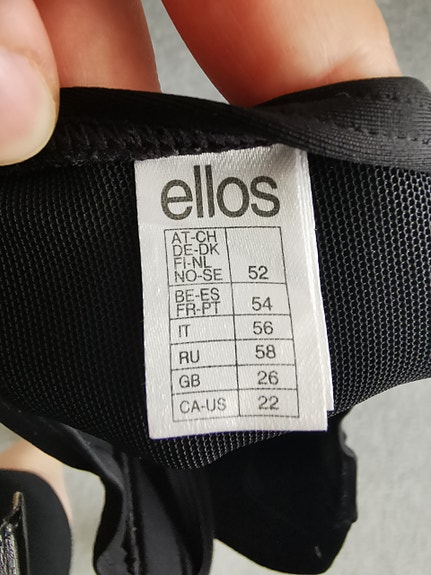 ellos
AT-CH
DE-DK
FI-NL
NO-SE 52
BE-ES
FR-PT 54
IT 56
RU 58
GB 26
CA-US 22